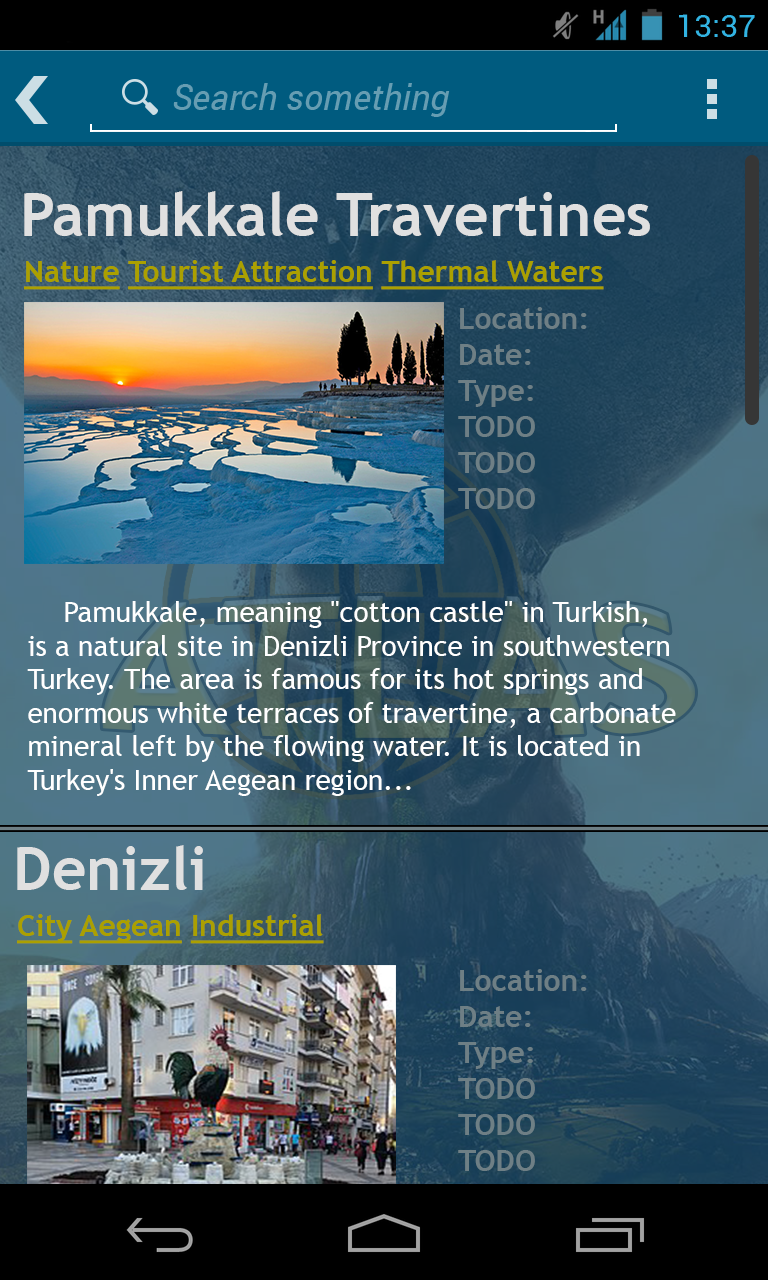 H 13:37
Search something
Pamukkale Travertines
Nature Tourist Attraction Thermal Waters
Location:
Date:
Type:
TODO
TODO
TODO
ATLAS
Pamukkale, meaning "cotton castle" in Turkish,
is a natural site in Denizli Province in southwestern
Turkey. The area is famous for its hot springs and
enormous white terraces of travertine, a carbonate
mineral left by the flowing water. It is located in
Turkey's Inner Aegean region...
Denizli
City Aegean Industrial
ÖNCE
Location:
Date:
Type:
TODO
TODO
TODO